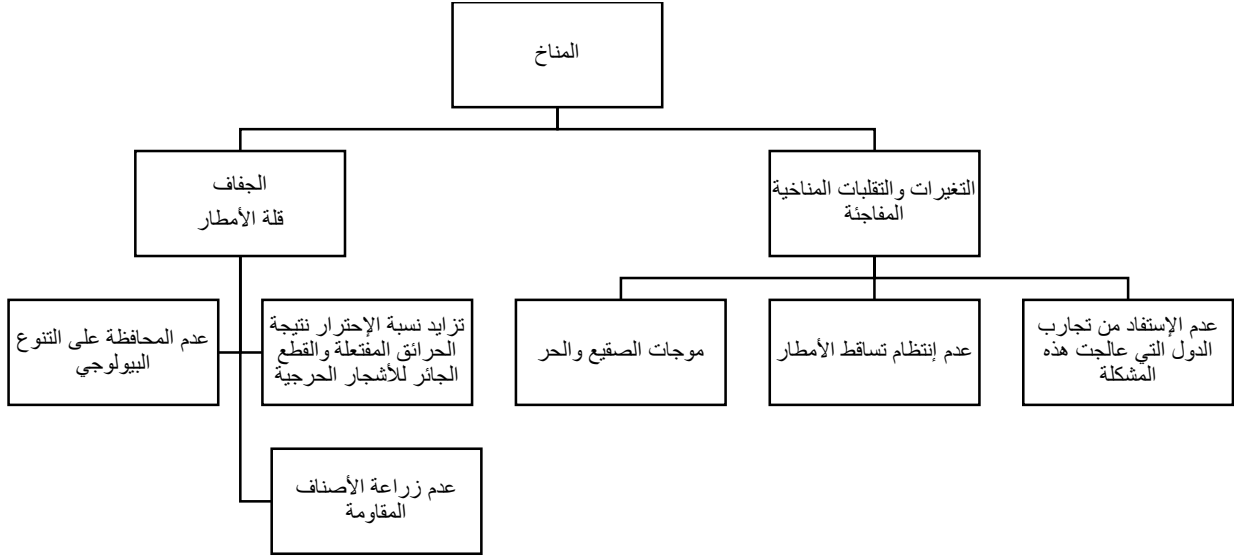 المناخ
التغيرات والتقلبات المناخية
المفاجئة
الجفاف
قلة الأمطار
عدم الإستفاد من تجارب
الدول التي عالجت هذه
المشكلة
عدم إنتظام تساقط الأمطار
موجات الصقيع والحر
تزايد نسبة الإحترار نتيجة
الحرائق المفتعلة والقطع
الجائر للأشجار الحرجية
عدم المحافظة على التنوع
البيولوجي
عدم زراعة الأصناف
المقاومة